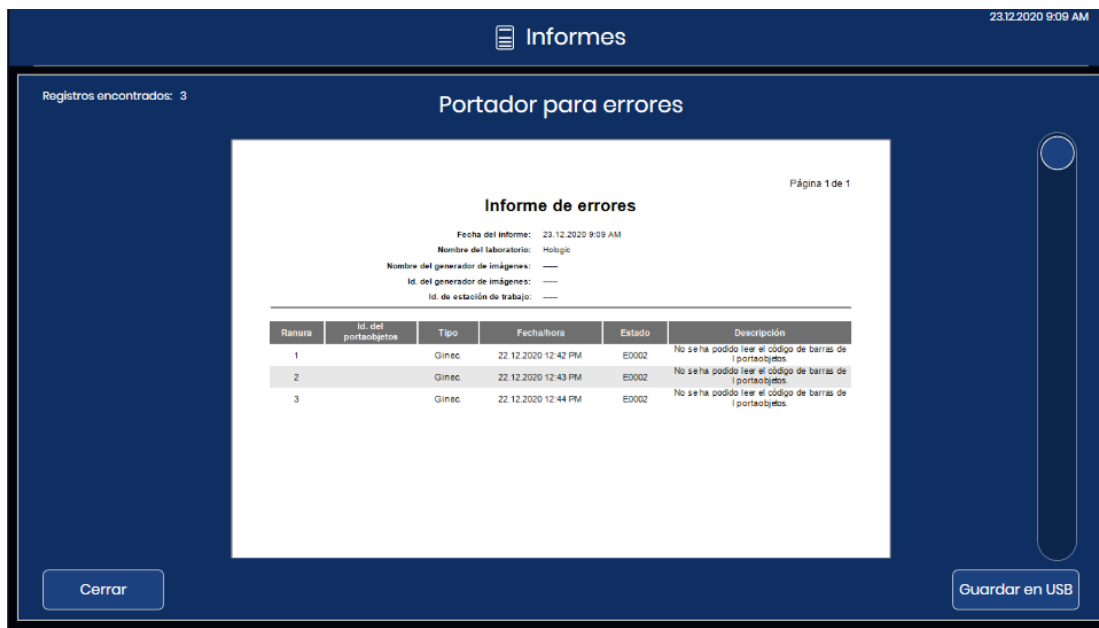 23.12.2020 9:09 AM
Informes
Registros encontrados: 3
Portador para errores
Página 1 de 1
Informe de errores
Fecha del informe: 23.12.2020 9:09 AM
Nombre del laboratorio: Hologic
Nombre del generador de imágenes: -----
Id. del generador de imágenes: -----
Id. de estación de trabajo: -----
Ranura Id. del portaobjetos Tipo Fecha/hora Estado Descripción
1 Ginec. 22.12.2020 12:42 PM E0002 No se ha podido leer el código de barras de
l portaobjetos.
2 Ginec. 22.12.2020 12:43 PM E0002 No se ha podido leer el código de barras de
l portaobjetos.
3 Ginec. 22.12.2020 12:44 PM E0002 No se ha podido leer el código de barras de
l portaobjetos.
Cerrar
Guardar en USB